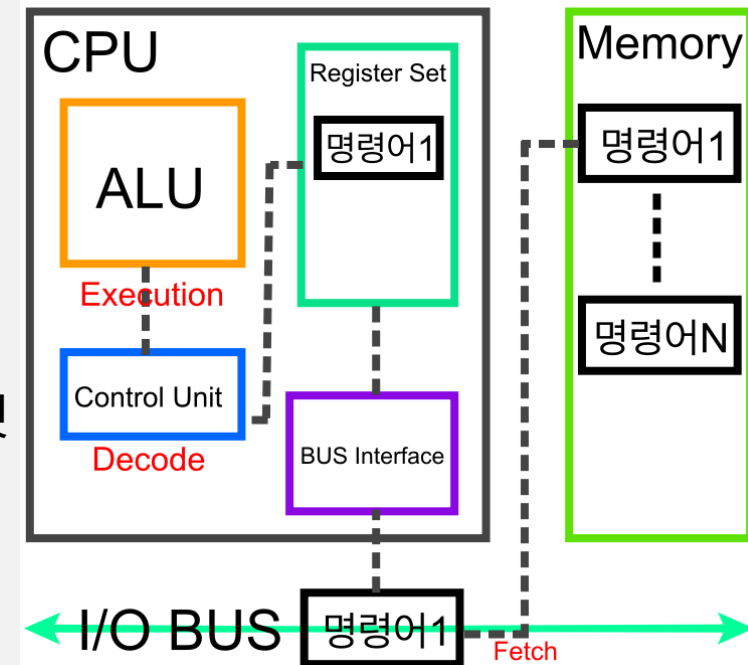 CPU
Register Set
명령어1
ALU
Execution
Control Unit
Decode
BUS Interface
Memory
명령어1
명령어N
I/O BUS
명령어1
Fetch